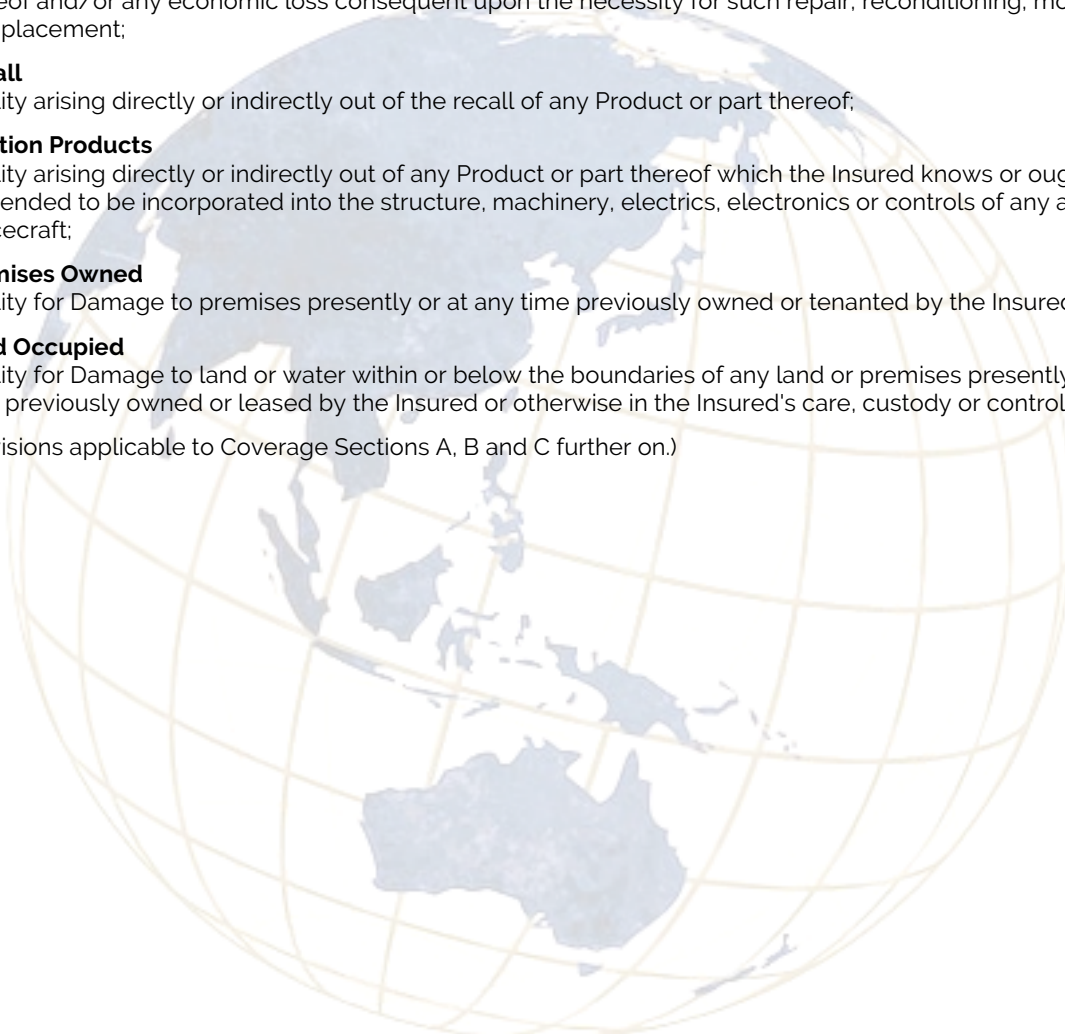 eof and/or any economic loss consequent upon the necessity for such repair, reconditioning, mo
placement;
all
ity arising directly or indirectly out of the recall of any Product or part thereof;
tion Products
ity arising directly or indirectly out of any Product or part thereof which the Insured knows or oug
ended to be incorporated into the structure, machinery, electrics, electronics or controls of any a
ecraft;
mises Owned
ity for Damage to premises presently or at any time previously owned or tenanted by the Insured
d Occupied
ity for Damage to land or water within or below the boundaries of any land or premises presently
previously owned or leased by the Insured or otherwise in the Insured's care, custody or control
isions applicable to Coverage Sections A, B and C further on.)